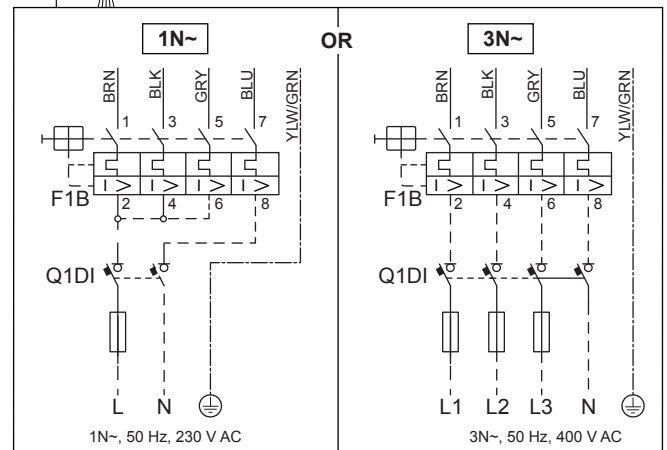 1N~
OR
3N~
BRN
BLK
GRY
BLU
YLW/GRN
BRN
BLK
GRY
BLU
YLW/GRN
1 3 5 7
1 3 5 7
I > I > I > I >
I > I > I > I >
F1B
F1B
2 4 6 8
2 4 6 8
Q1DI
Q1DI
L N
L1 L2 L3 N
1N~, 50 Hz, 230 V AC
3N~, 50 Hz, 400 V AC